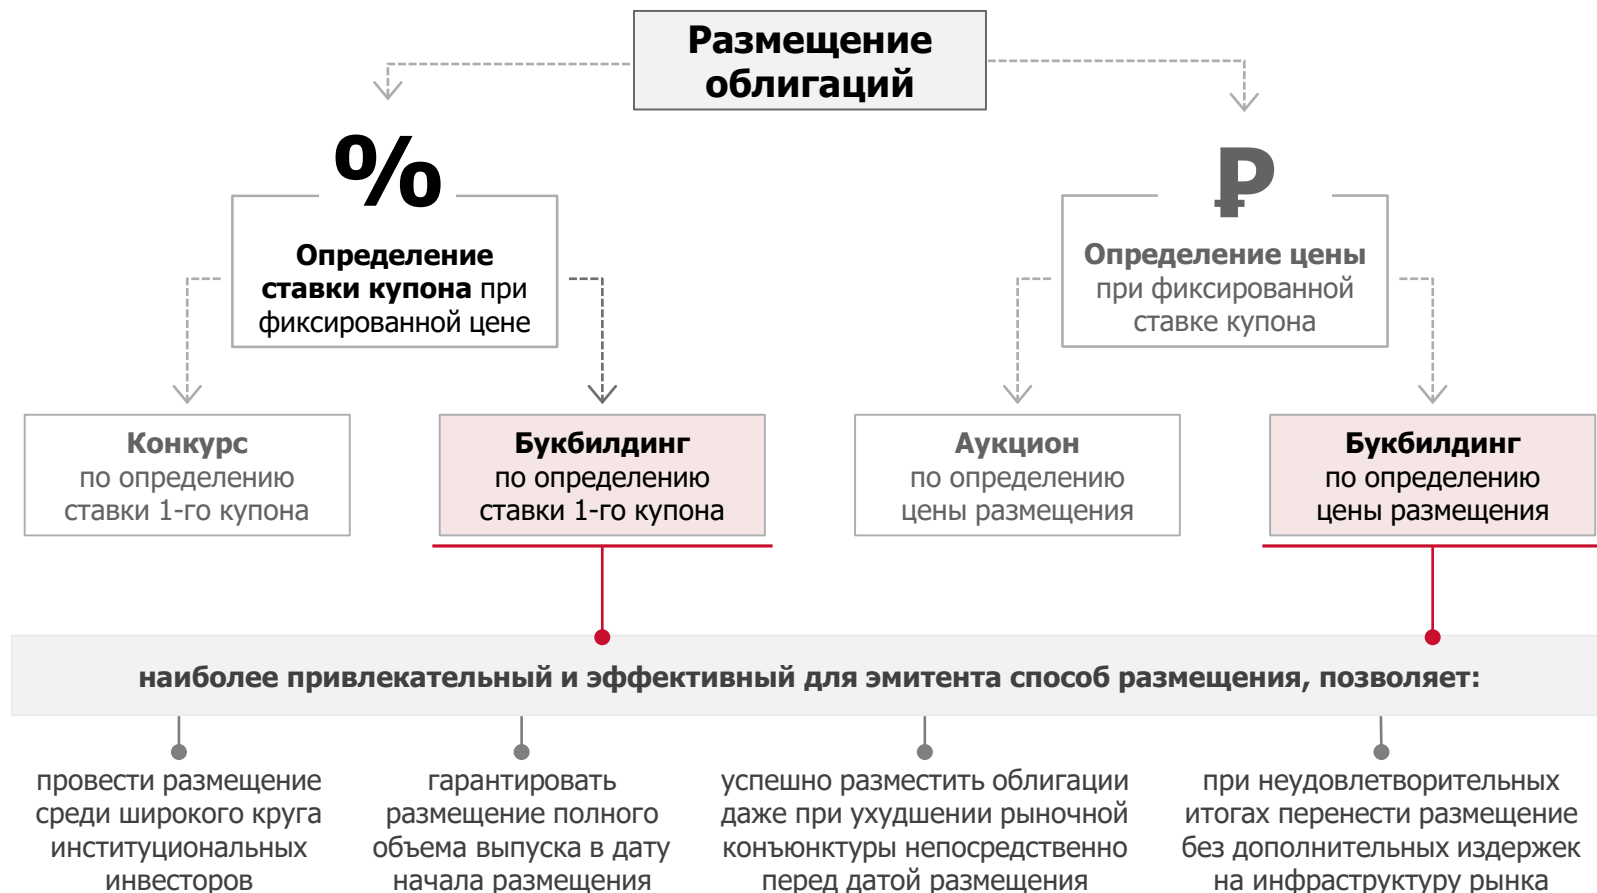 Размещение
облигаций
%
Определение
ставки купона при
фиксированной цене
₽
Определение цены
при фиксированной
ставке купона
Конкурс
по определению
ставки 1-го купона
Букбилдинг
по определению
ставки 1-го купона
Аукцион
по определению
цены размещения
Букбилдинг
по определению
цены размещения
наиболее привлекательный и эффективный для эмитента способ размещения, позволяет:
провести размещение
среди широкого круга
институциональных
инвесторов
гарантировать
размещение полного
объема выпуска в дату
начала размещения
успешно разместить облигации
даже при ухудшении рыночной
конъюнктуры непосредственно
перед датой размещения
при неудовлетворительных
итогах перенести размещение
без дополнительных издержек
на инфраструктуру рынка